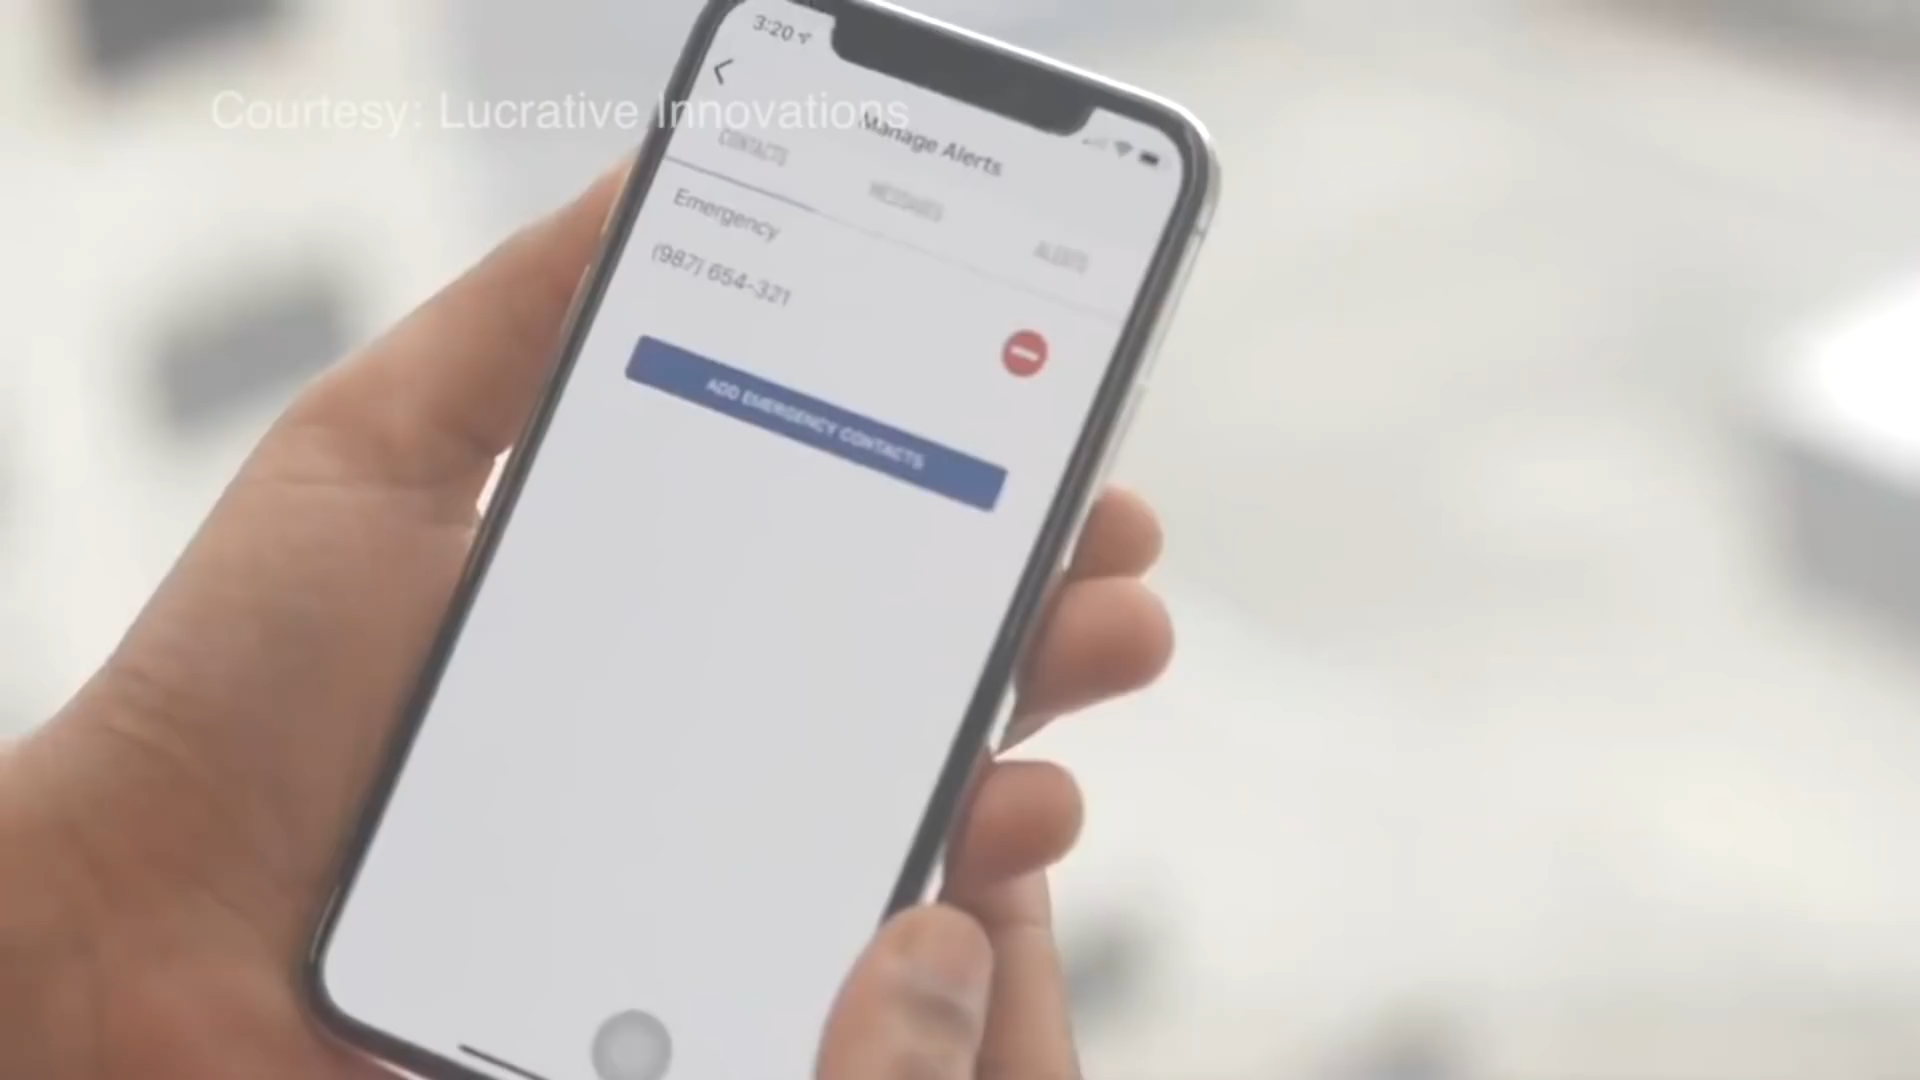 3:20
Courtesy: Lucrative Innovations
Manage Alerts
CONTACTS
MESSAGES
ALERTS
Emergency
(987) 654-321
ADD EMERGENCY CONTACTS